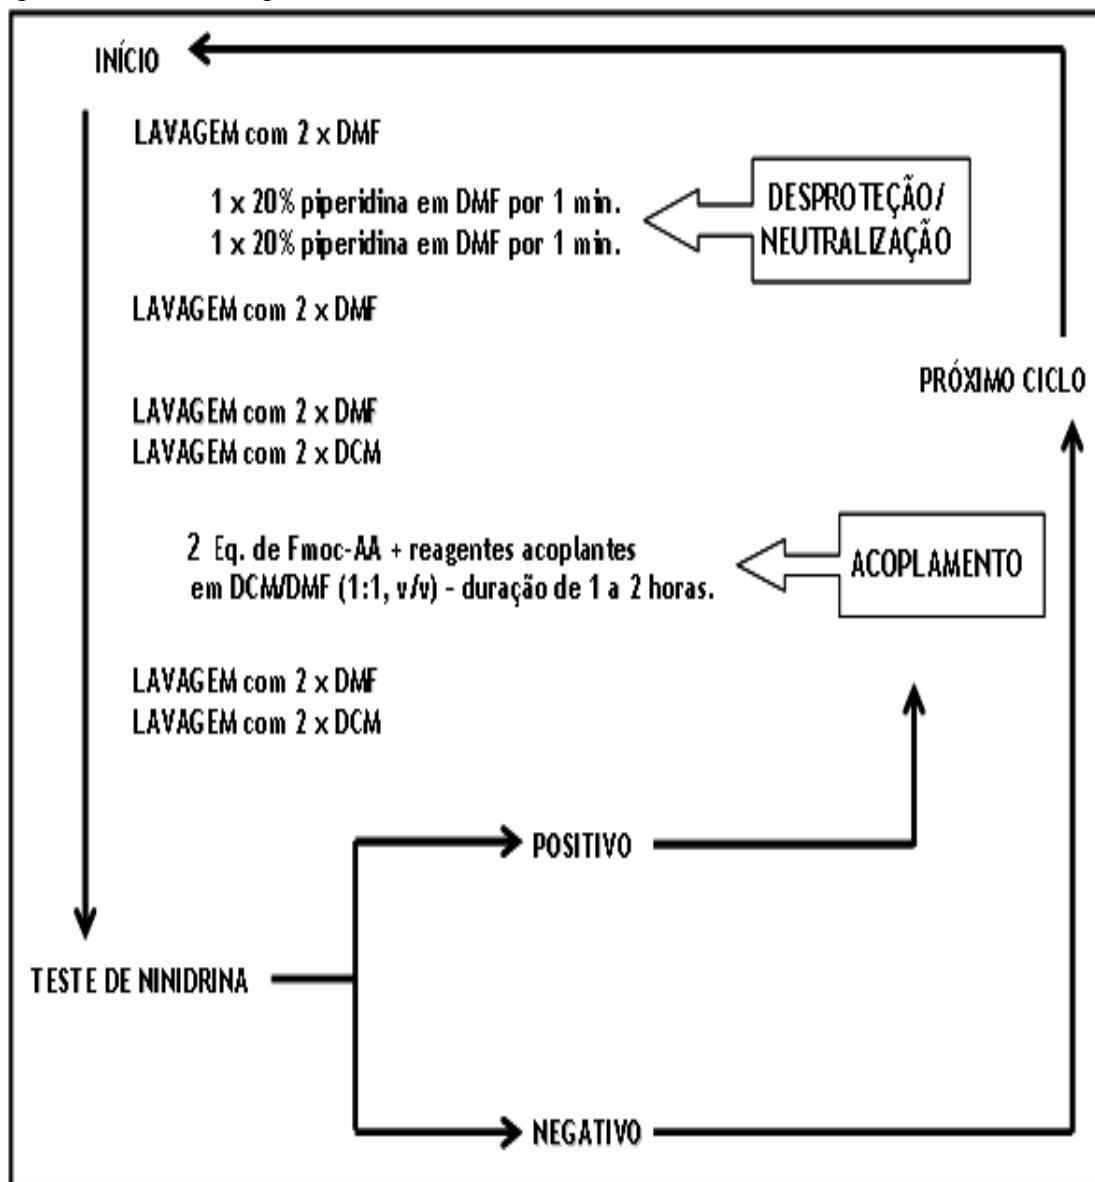 INÍCIO
LAVAGEM com 2 x DMF
1 x 20% piperidina em DMF por 1 min.
1 x 20% piperidina em DMF por 1 min.
DESPROTEÇÃO/
NEUTRALIZAÇÃO
LAVAGEM com 2 x DMF
PRÓXIMO CICLO
LAVAGEM com 2 x DMF
LAVAGEM com 2 x DCM
2 Eq. de Fmoc-AA + reagentes acoplantes
em DCM/DMF (1:1, v/v) - duração de 1 a 2 horas.
ACOPLAMENTO
LAVAGEM com 2 x DMF
LAVAGEM com 2 x DCM
POSITIVO
TESTE DE NINIDRINA
NEGATIVO